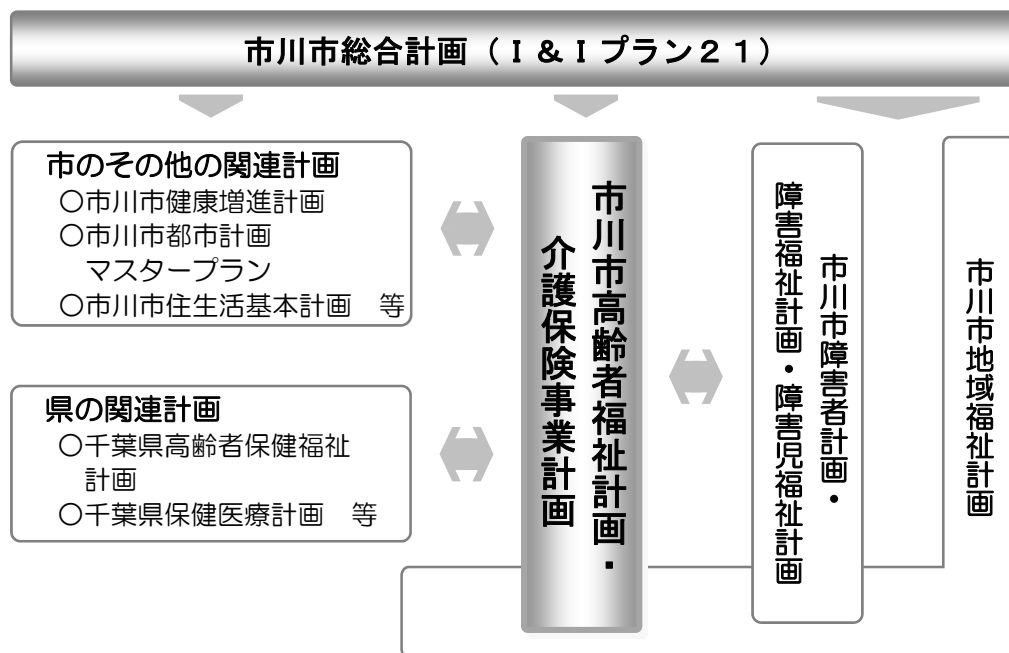 市川市総合計画（Ｉ＆Ｉプラン２１）
市のその他の関連計画
○市川市健康増進計画
○市川市都市計画
マスタープラン
○市川市住生活基本計画　等
県の関連計画
○千葉県高齢者保健福祉
計画
○千葉県保健医療計画　等
市川市高齢者福祉計画・
介護保険事業計画
市川市障害者計画・
障害福祉計画・障害児福祉計画
市川市地域福祉計画